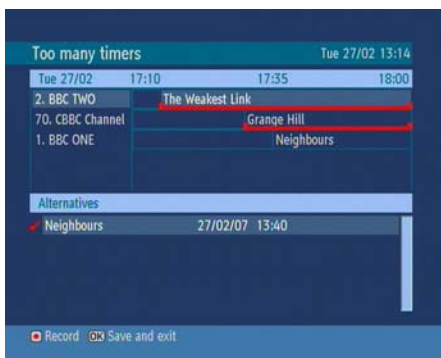 Too many timers Tue 27/02 13:14
Tue 27/02 17:10 17:35 18:00
2. BBC TWO The Weakest Link
70. CBBC Channel Grange Hill
1. BBC ONE Neighbours
Alternatives
Neighbours 27/02/07 13:40
Record OK Save and exit